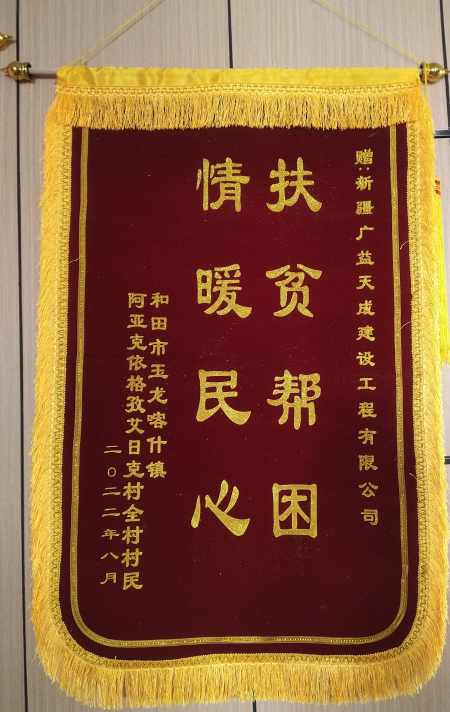 赠:新疆广益天成建设工程有限公司
扶贫帮困
情暖民心
和田市玉龙喀什镇
阿亚克依格孜艾日克村全村村民
二〇二二年八月